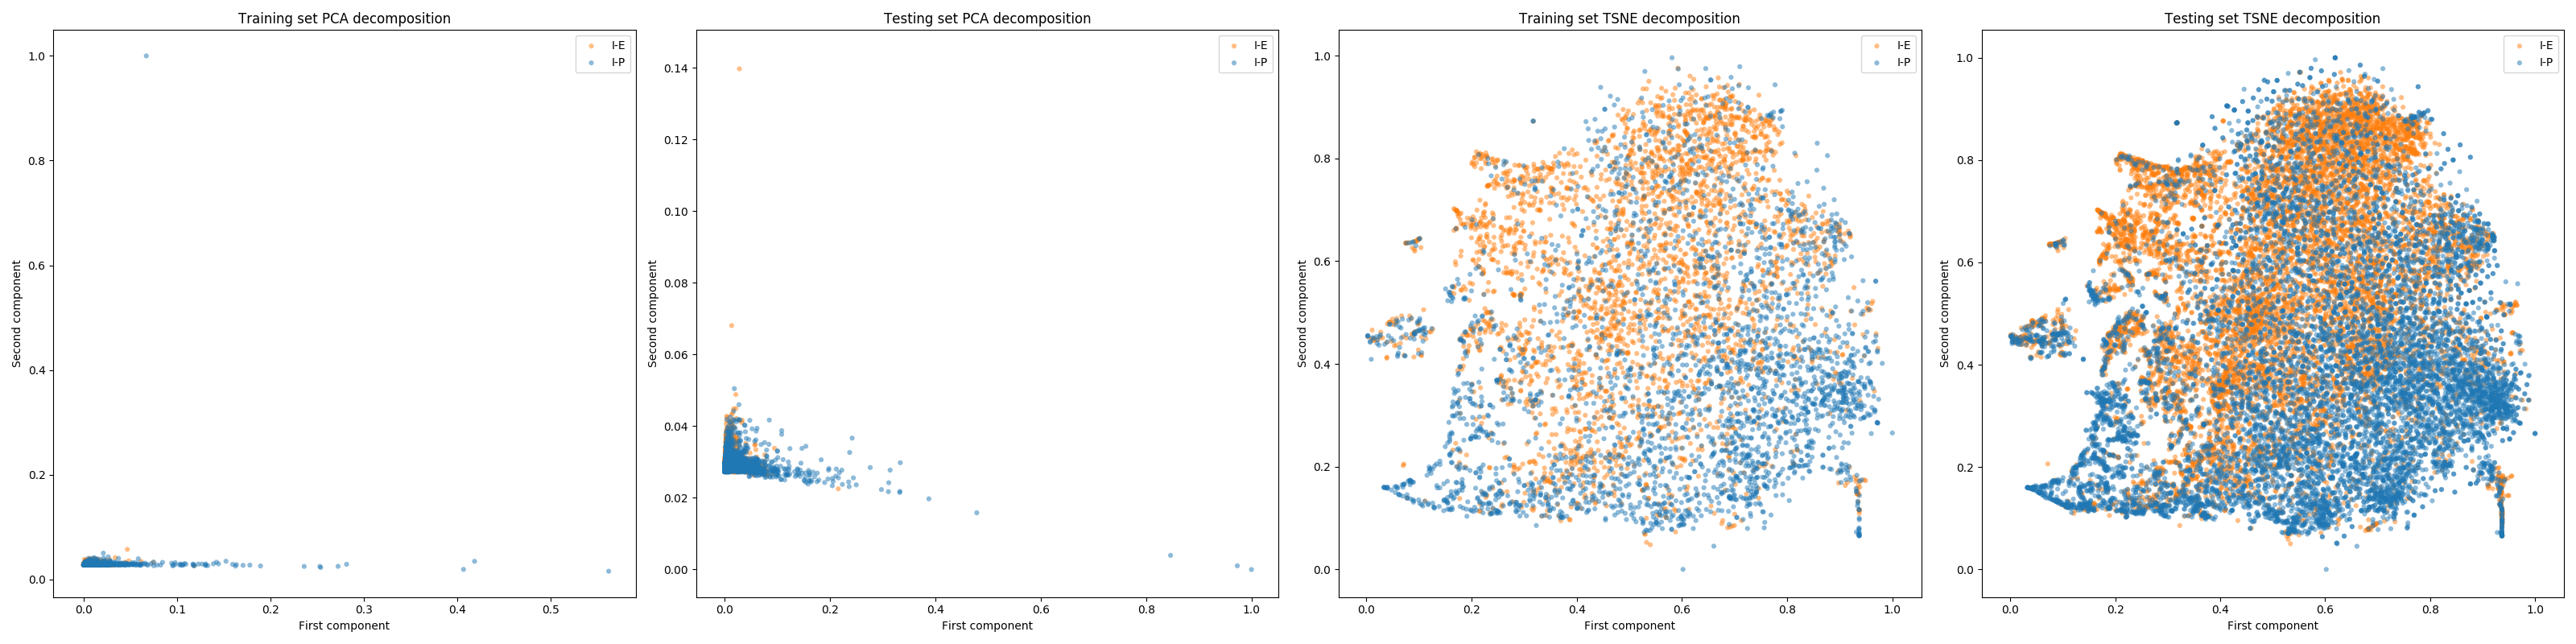 Training set PCA decomposition
I-E
I-P
1.0
0.8
0.6
0.4
0.2
0.0
Second component
0.0
0.1
0.2
0.3
0.4
0.5
First component
Testing set PCA decomposition
I-E
I-P
0.14
0.12
0.10
0.08
0.06
0.04
0.02
0.00
Second component
0.0
0.2
0.4
0.6
0.8
1.0
First component
Training set TSNE decomposition
I-E
I-P
1.0
0.8
0.6
0.4
0.2
0.0
Second component
0.0
0.2
0.4
0.6
0.8
1.0
First component
Testing set TSNE decomposition
I-E
I-P
1.0
0.8
0.6
0.4
0.2
0.0
Second component
0.0
0.2
0.4
0.6
0.8
1.0
First component